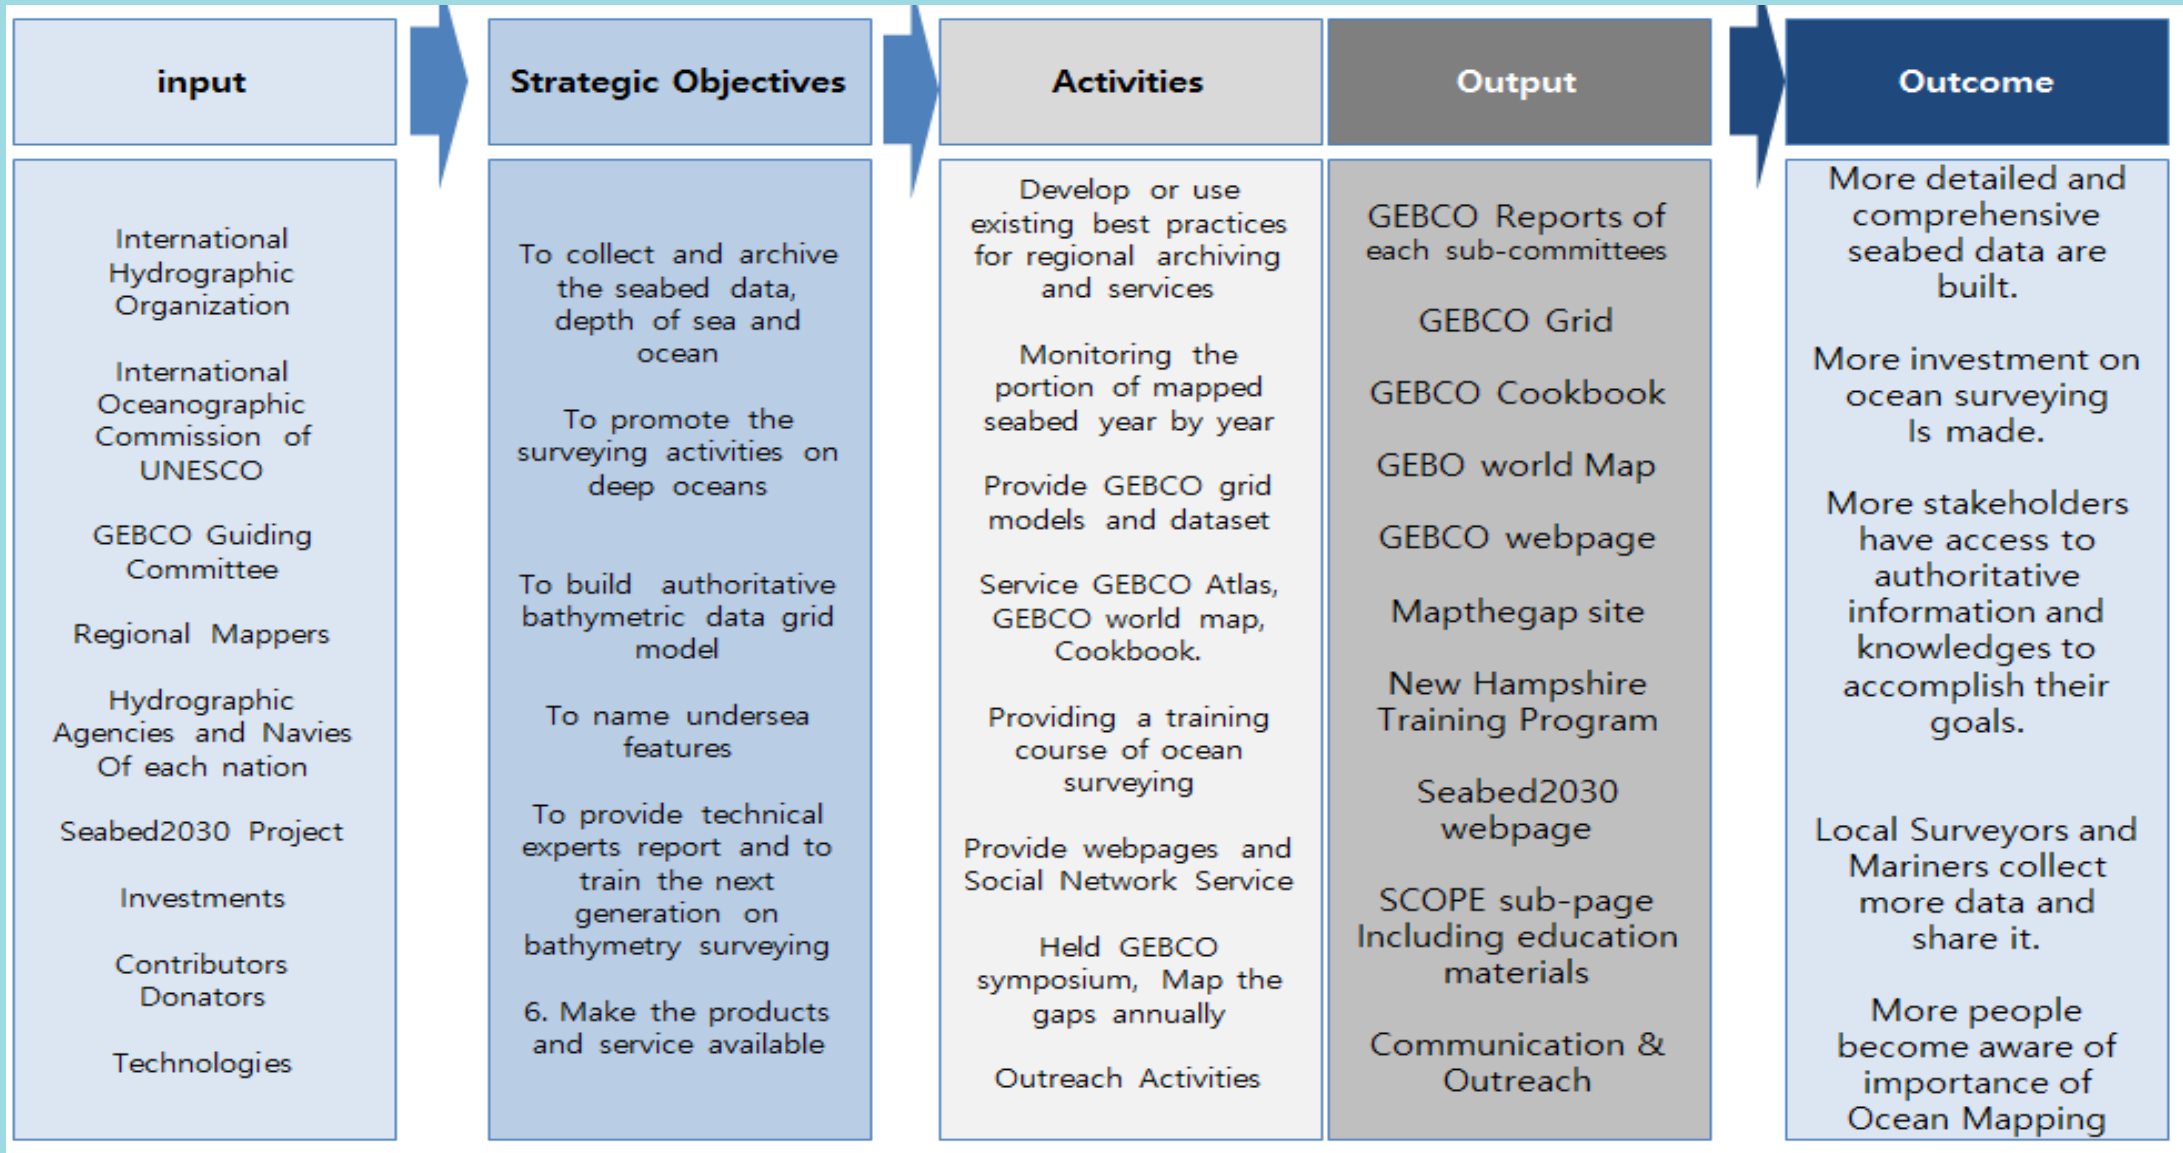 input
Strategic Objectives
Activities
Output
Outcome
International
Hydrographic
Organization
International
Oceanographic
Commission of
UNESCO
GEBCO Guiding
Committee
Regional Mappers
Hydrographic
Agencies and Navies
Of each nation
Seabed2030 Project
Investments
Contributors
Donators
Technologies
To collect and archive
the seabed data,
depth of sea and
ocean
To promote the
surveying activities on
deep oceans
To build authoritative
bathymetric data grid
model
To name undersea
features
To provide technical
experts report and to
train the next
generation on
bathymetry surveying
6. Make the products
and service available
Develop or use
existing best practices
for regional archiving
and services
Monitoring the
portion of mapped
seabed year by year
Provide GEBCO grid
models and dataset
Service GEBCO Atlas,
GEBCO world map,
Cookbook.
Providing a training
course of ocean
surveying
Provide webpages and
Social Network Service
Held GEBCO
symposium, Map the
gaps annually
Outreach Activities
GEBCO Reports of
each sub-committees
GEBCO Grid
GEBCO Cookbook
GEBO world Map
GEBCO webpage
Mapthegap site
New Hampshire
Training Program
Seabed2030
webpage
SCOPE sub-page
Including education
materials
Communication &
Outreach
More detailed and
comprehensive
seabed data are
built.
More investment on
ocean surveying
Is made.
More stakeholders
have access to
authoritative
information and
knowledges to
accomplish their
goals.
Local Surveyors and
Mariners collect
more data and
share it.
More people
become aware of
importance of
Ocean Mapping